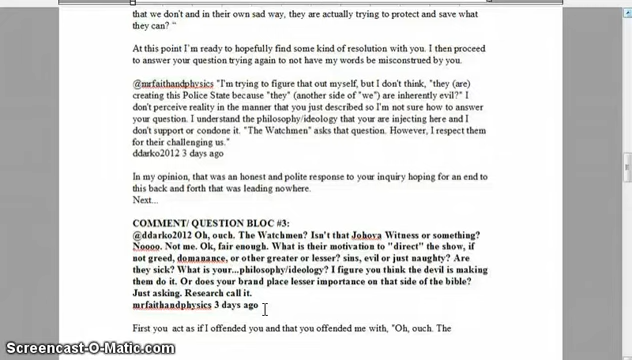 that we don't and in their own sad way, they are actually trying to protect and save what
they can? "
At this point I'm ready to hopefully find some kind of resolution with you. I then proceed
to answer your question trying again to not have my words be misconstrued by you.
@mrfaithandphysics "I'm trying to figure that out myself, but I don't think, "they (are)
creating this Police State because "they" (another side of "we") are inherently evil?" I
don't perceive reality in the manner that you just described so I'm not sure how to answer
your question. I understand the philosophy/ideology that your are injecting here and I
don't support or condone it. "The Watchmen" asks that question. However, I respect them
for their challenging us."
ddarko2012 3 days ago
In my opinion, that was an honest and polite response to your inquiry hoping for an end to
this back and forth that was leading nowhere.
Next...
COMMENT/ QUESTION BLOC #3:
@ddarko2012 Oh, ouch. The Watchmen? Isn't that Johova Witness or something?
Noooo. Not me. Ok, fair enough. What is their motivation to "direct" the show, if
not greed, domanance, or other greater or lesser? sins, evil or just naughty? Are
they sick? What is your...philosophy/ideology? I figure you think the devil is making
them do it. Or does your brand place lesser importance on that side of the bible?
Just asking. Research call it.
mrfaithandphysics 3 days ago
First you act as if I offended you and that you offended me with, "Oh, ouch. The
Screencast-O-Matic.com